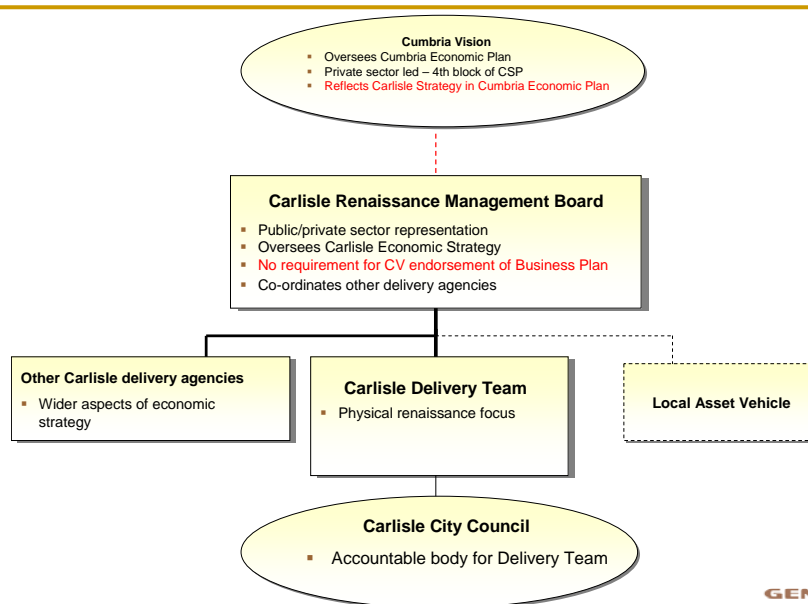 Cumbria Vision
▪ Oversees Cumbria Economic Plan
▪ Private sector led – 4th block of CSP
▪ Reflects Carlisle Strategy in Cumbria Economic Plan
Carlisle Renaissance Management Board
▪ Public/private sector representation
▪ Oversees Carlisle Economic Strategy
▪ No requirement for CV endorsement of Business Plan
▪ Co-ordinates other delivery agencies
Other Carlisle delivery agencies
▪ Wider aspects of economic
strategy
Carlisle Delivery Team
▪ Physical renaissance focus
Local Asset Vehicle
Carlisle City Council
▪ Accountable body for Delivery Team